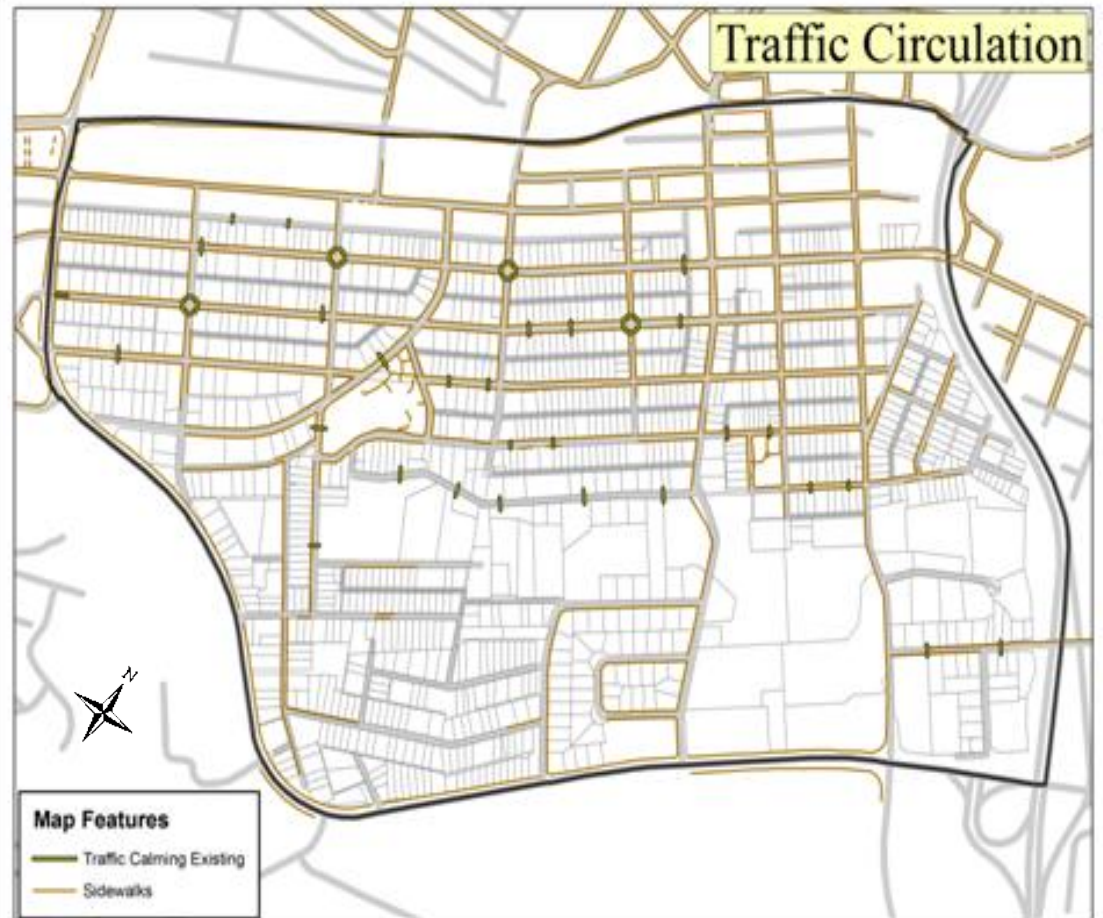 Traffic Circulation
N
Map Features
Traffic Calming Existing
Sidewalks